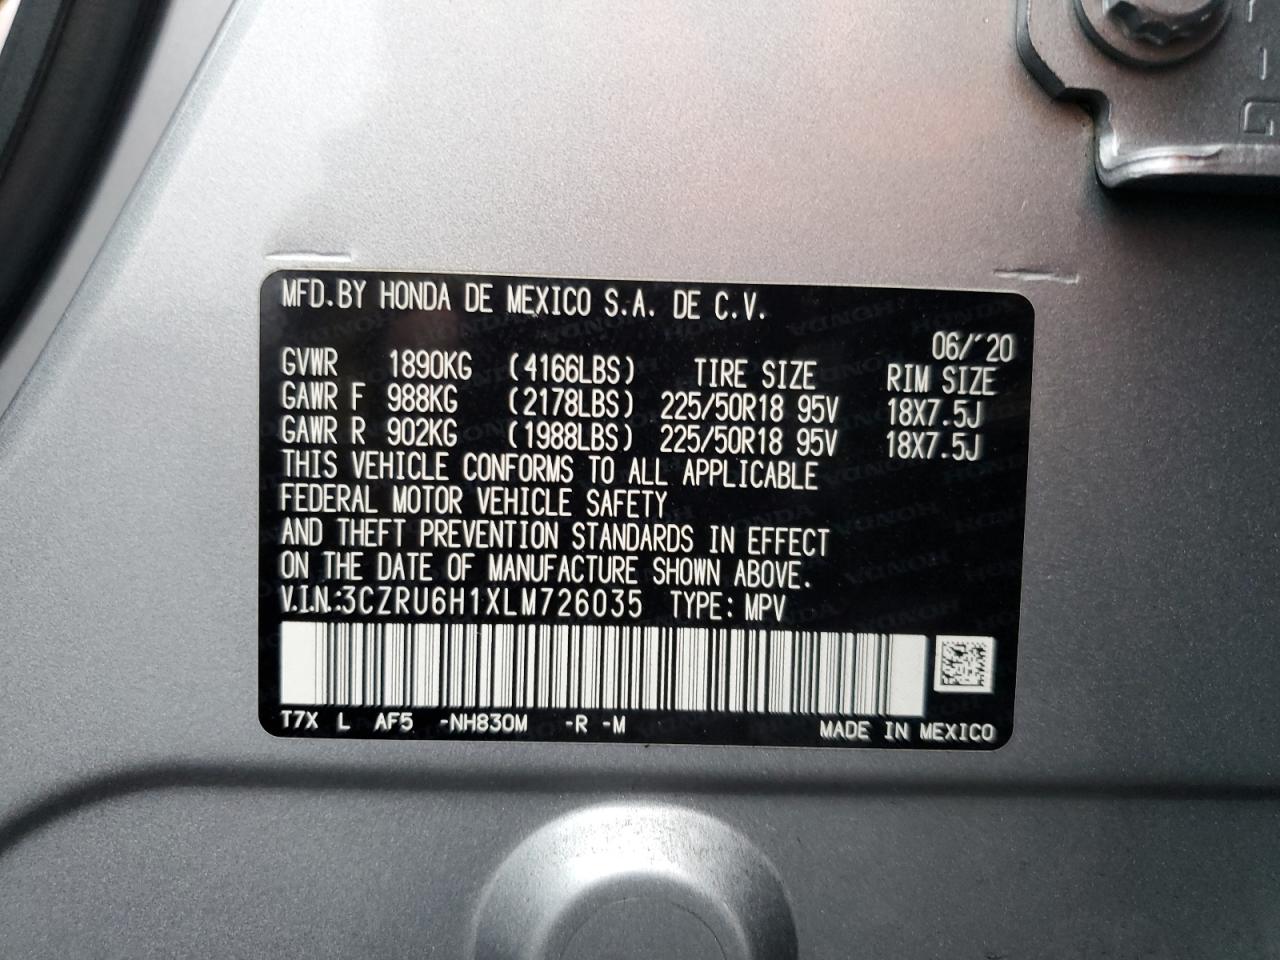 MFD.BY HONDA DE MEXICO S.A. DE C.V.
06/´20
GVWR 1890KG (4166LBS) TIRE SIZE RIM SIZE
GAWR F 988KG (2178LBS) 225/50R18 95V 18X7.5J
GAWR R 902KG (1988LBS) 225/50R18 95V 18X7.5J
THIS VEHICLE CONFORMS TO ALL APPLICABLE
FEDERAL MOTOR VEHICLE SAFETY
AND THEFT PREVENTION STANDARDS IN EFFECT
ON THE DATE OF MANUFACTURE SHOWN ABOVE.
V.I.N.:3CZRU6H1XLM726035 TYPE: MPV
T7X L AF5 -NH830M -R -M MADE IN MEXICO